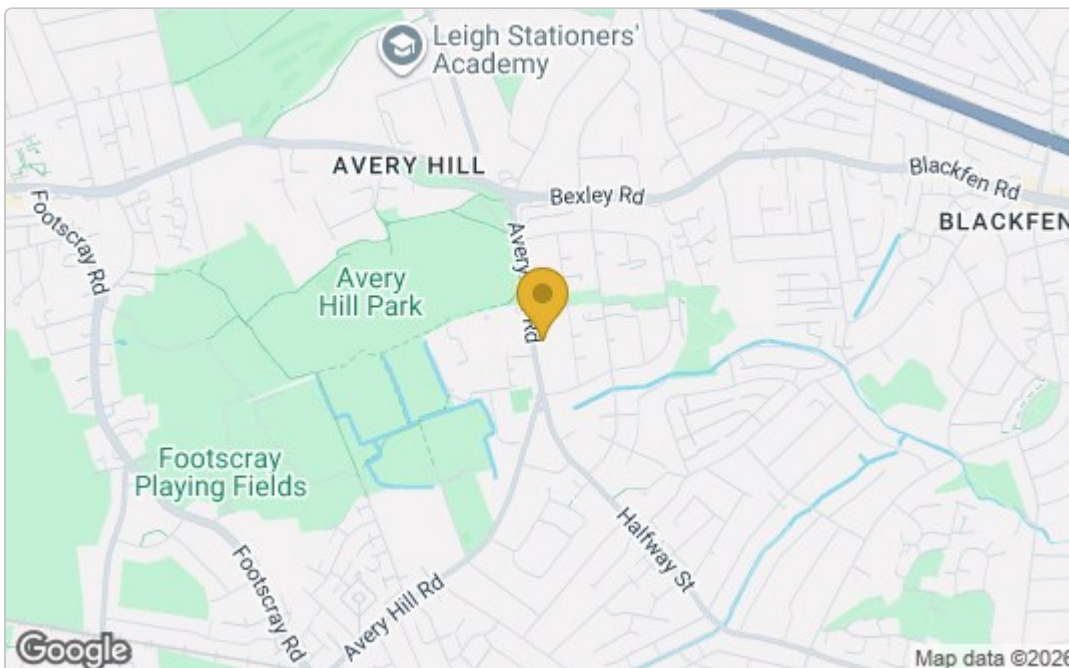 Leigh Stationers'
Academy
AVERY HILL
Blackfen Rd
Bexley Rd
BLACKFEN
Footscray Rd
Avery
Rd
Avery
Hill Park
Footscray
Playing Fields
Halfway St
Footscray Rd
Avery Hill Rd
Google
Map data ©2026